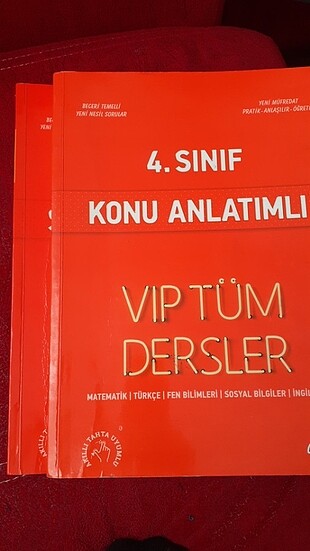 BECERİ TEMELLİ
YENİ NESİL SORULAR
YENİ MÜFREDAT
PRATİK-ANLAŞILIR-ÖĞRETİ
4. SINIF
KONU ANLATIMLI
VIP TÜM
DERSLER
MATEMATİK | TÜRKÇE | FEN BİLİMLERİ | SOSYAL BİLGİLER | İNGİL
AKILLI TAHTA UYUMLU